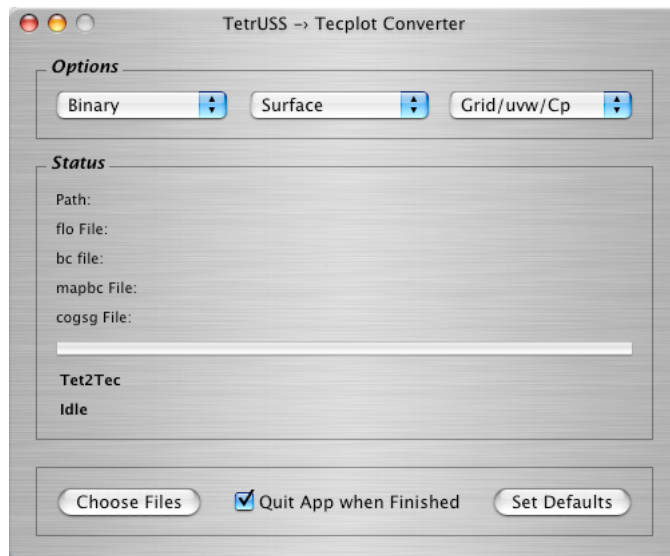 TetrUSS -> Tecplot Converter
Options
Binary Surface Grid/uvw/Cp
Status
Path:
flo File:
bc file:
mapbc File:
cogsg File:
Tet2Tec
Idle
Choose Files Quit App when Finished Set Defaults